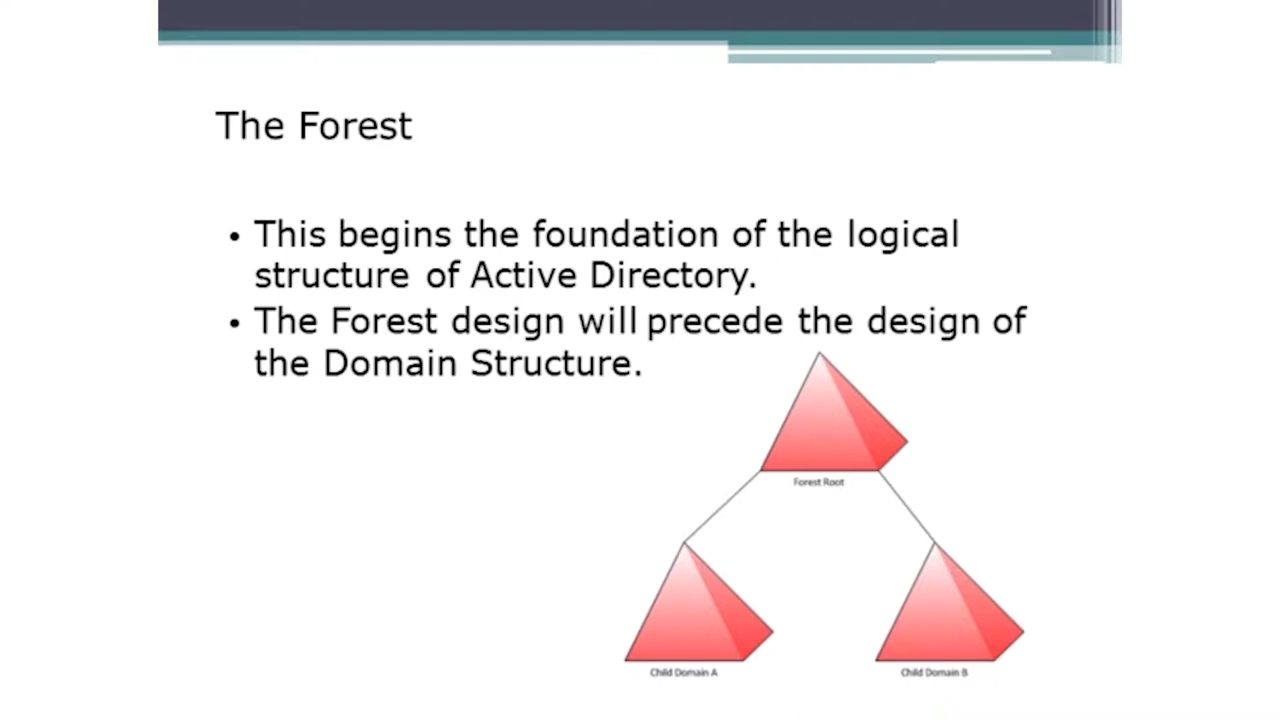 The Forest
• This begins the foundation of the logical
structure of Active Directory.
• The Forest design will precede the design of
the Domain Structure.
Forest Root
Child Domain A
Child Domain B